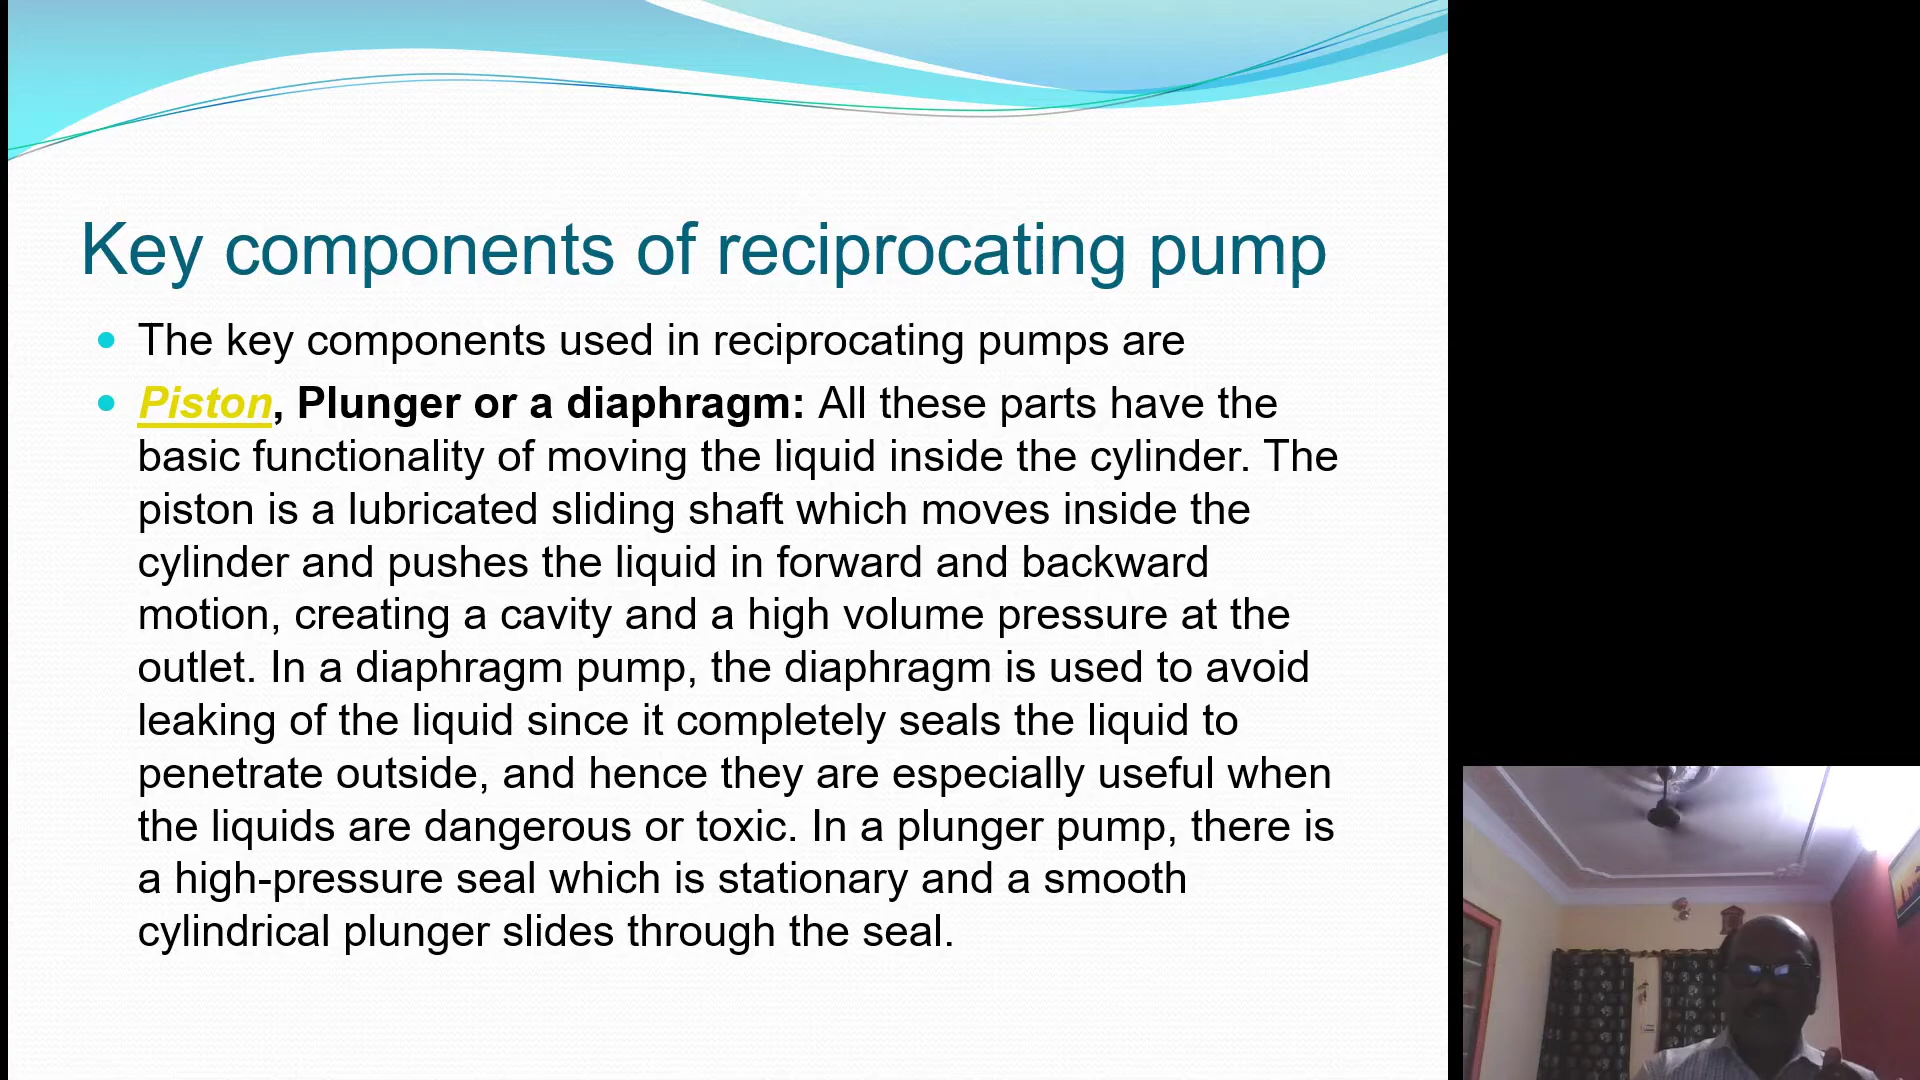 Key components of reciprocating pump
The key components used in reciprocating pumps are
Piston, Plunger or a diaphragm: All these parts have the
basic functionality of moving the liquid inside the cylinder. The
piston is a lubricated sliding shaft which moves inside the
cylinder and pushes the liquid in forward and backward
motion, creating a cavity and a high volume pressure at the
outlet. In a diaphragm pump, the diaphragm is used to avoid
leaking of the liquid since it completely seals the liquid to
penetrate outside, and hence they are especially useful when
the liquids are dangerous or toxic. In a plunger pump, there is
a high-pressure seal which is stationary and a smooth
cylindrical plunger slides through the seal.